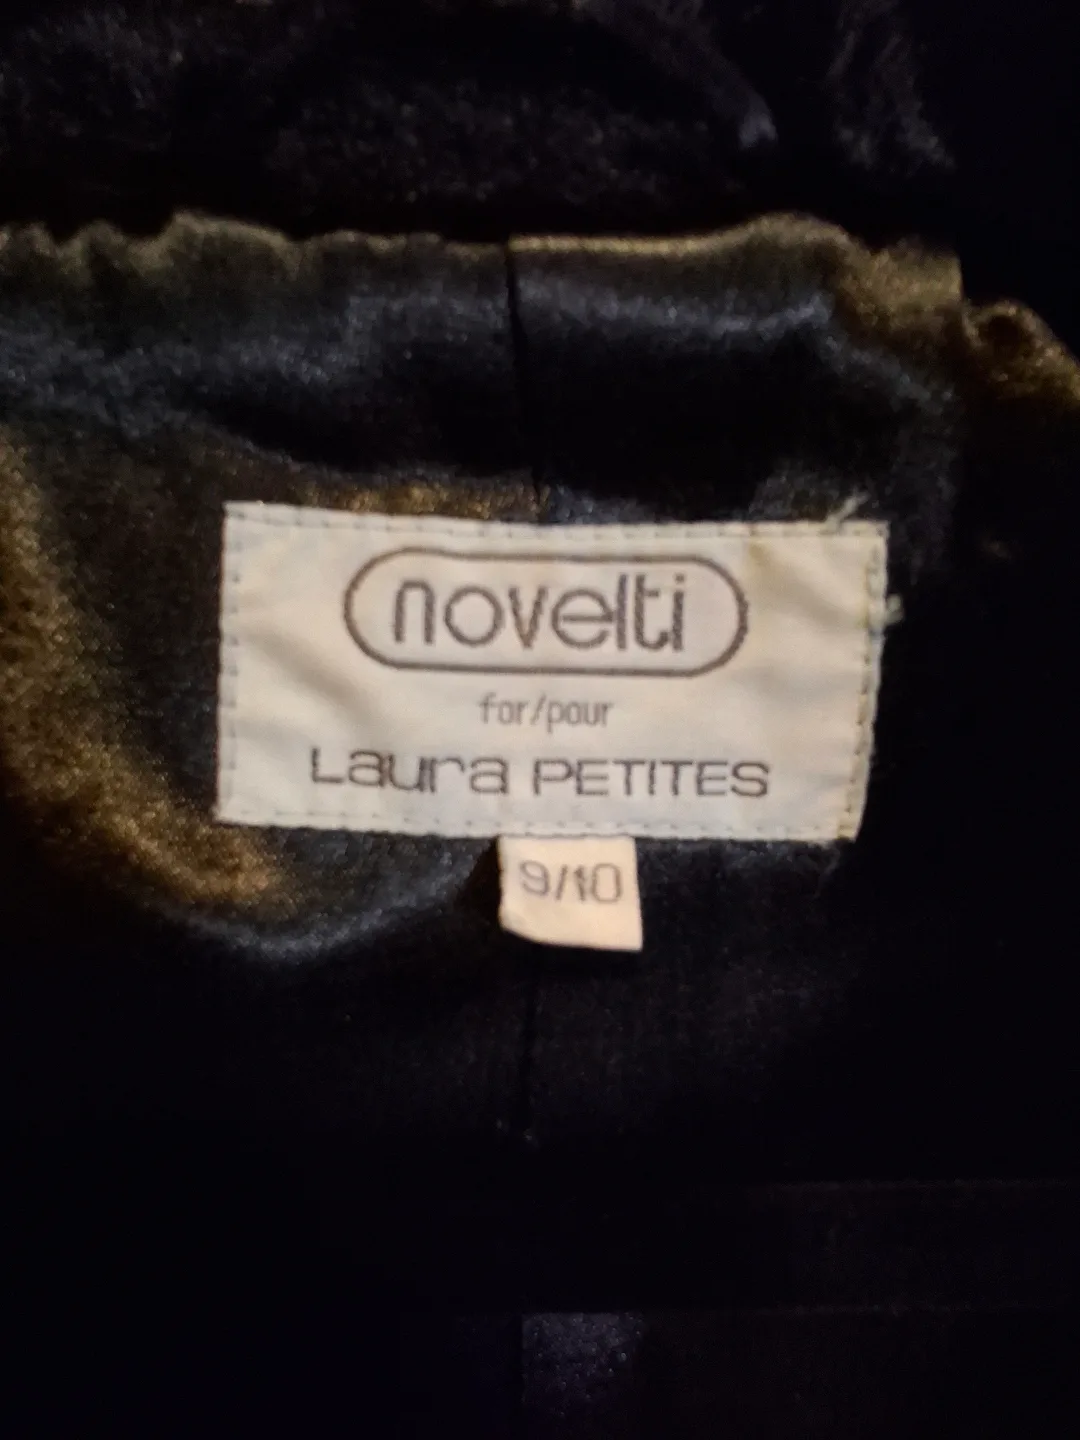 novelti
for/pour
Laura PETITES
9/10